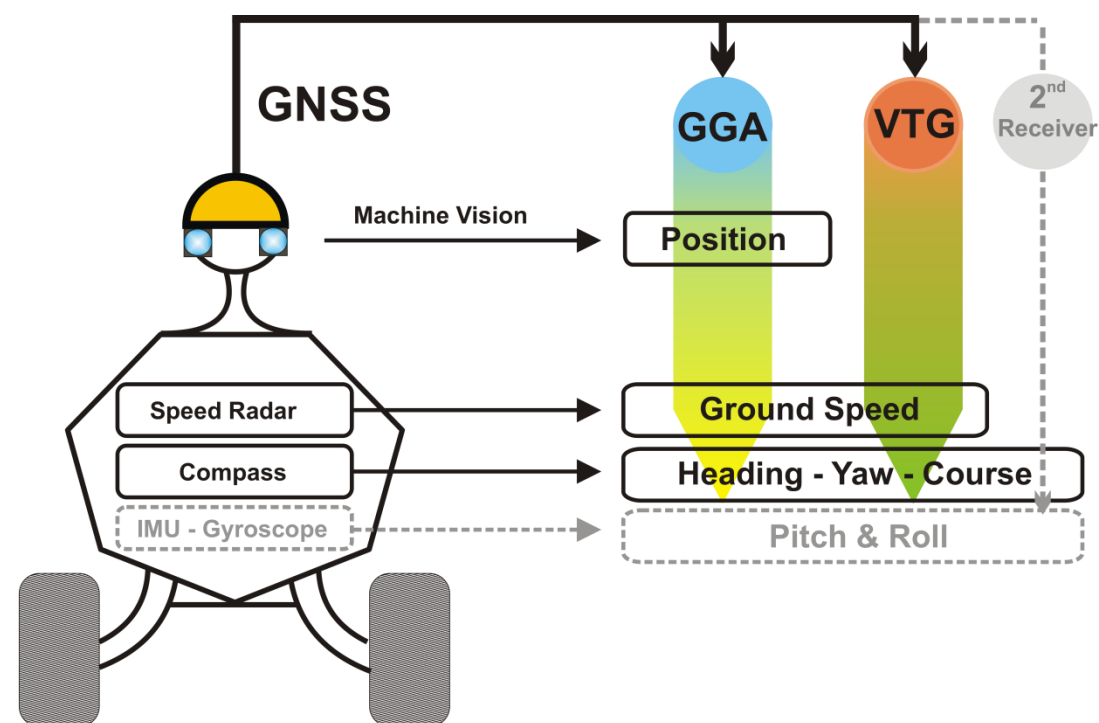 GNSS
GGA
VTG
2nd
Receiver
Machine Vision
Position
Speed Radar
Ground Speed
Compass
Heading - Yaw - Course
IMU - Gyroscope
Pitch & Roll